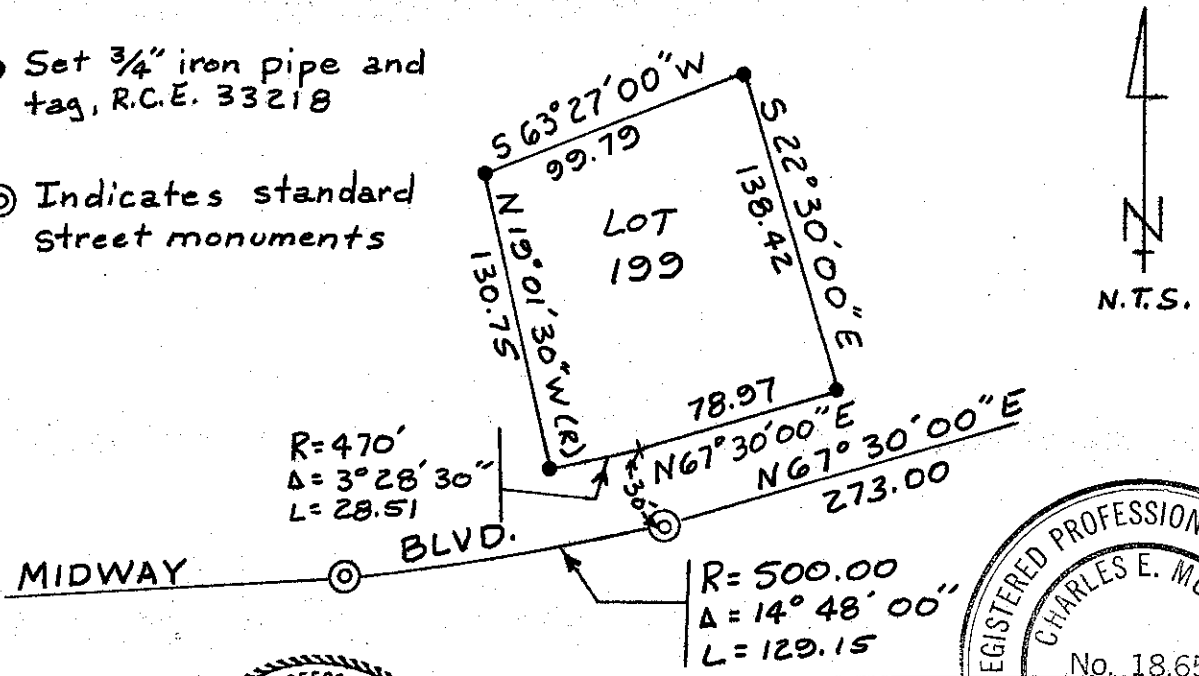 Set 3/4" iron pipe and
tag, R.C.E. 33218
Indicates standard
street monuments
S 63°27'00"W
99.79
S 22°30'00"E
138.42
N 19°01'30"W (R)
130.75
LOT
199
N
N.T.S.
78.97
N67°30'00"E
N67°30'00"E
273.00
30'
R=470'
Δ= 3°28'30"
L= 28.51
MIDWAY BLVD.
R= 500.00
Δ= 14°48'00"
L= 129.15
CHARLES E.
No. 18,65